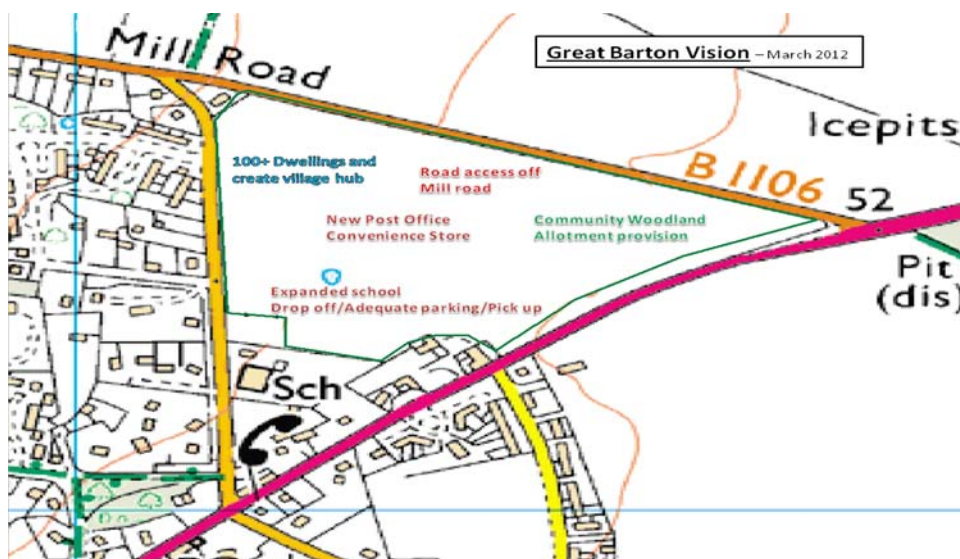 Great Barton Vision – March 2012
Mill Road
Icepits
100+ Dwellings and
create village hub
Road access off
Mill road
B1106
52
New Post Office
Convenience Store
Community Woodland
Allotment provision
Pit
(dis)
Expanded school
Drop off/Adequate parking/Pick up
Sch